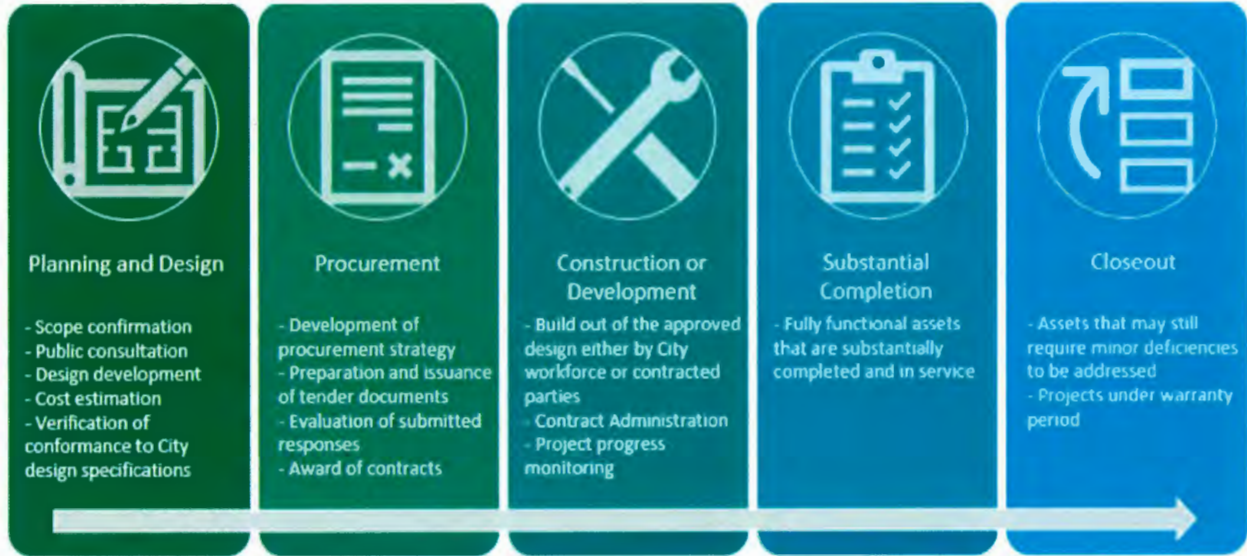 Planning and Design
- Scope confirmation
- Public consultation
- Design development
- Cost estimation
- Verification of
conformance to City
design specifications
Procurement
- Development of
procurement strategy
- Preparation and issuance
of tender documents
- Evaluation of submitted
responses
- Award of contracts
Construction or
Development
- Build out of the approved
design either by City
workforce or contracted
parties
- Contract Administration
- Project progress
monitoring
Substantial
Completion
- Fully functional assets
that are substantially
completed and in service
Closeout
- Assets that may still
require minor deficiencies
to be addressed
- Projects under warranty
period